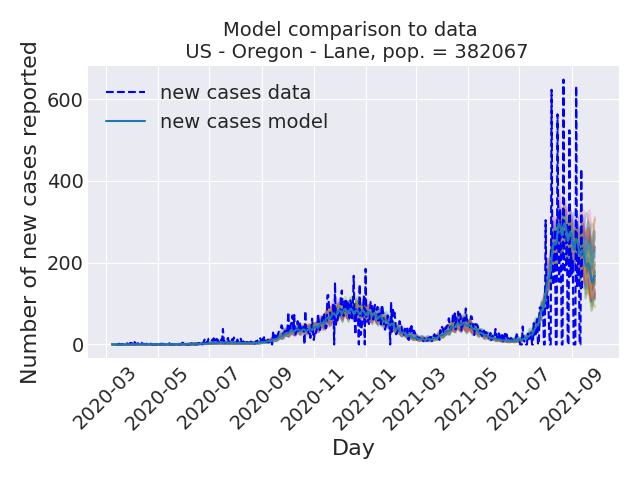 Model comparison to data
US - Oregon - Lane, pop. = 382067
Number of new cases reported
600
400
200
0
new cases data
new cases model
2020-03
2020-05
2020-07
2020-09
2020-11
2021-01
2021-03
2021-05
2021-07
2021-09
Day